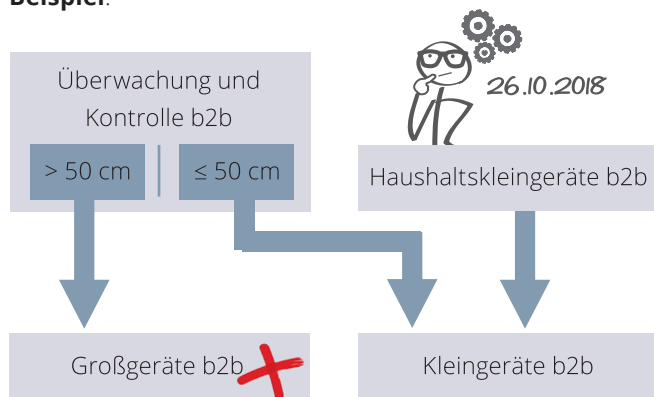 Beispiel:
Überwachung und
Kontrolle b2b
> 50 cm
≤ 50 cm
26.10.2018
Haushaltskleingeräte b2b
Großgeräte b2b
Kleingeräte b2b